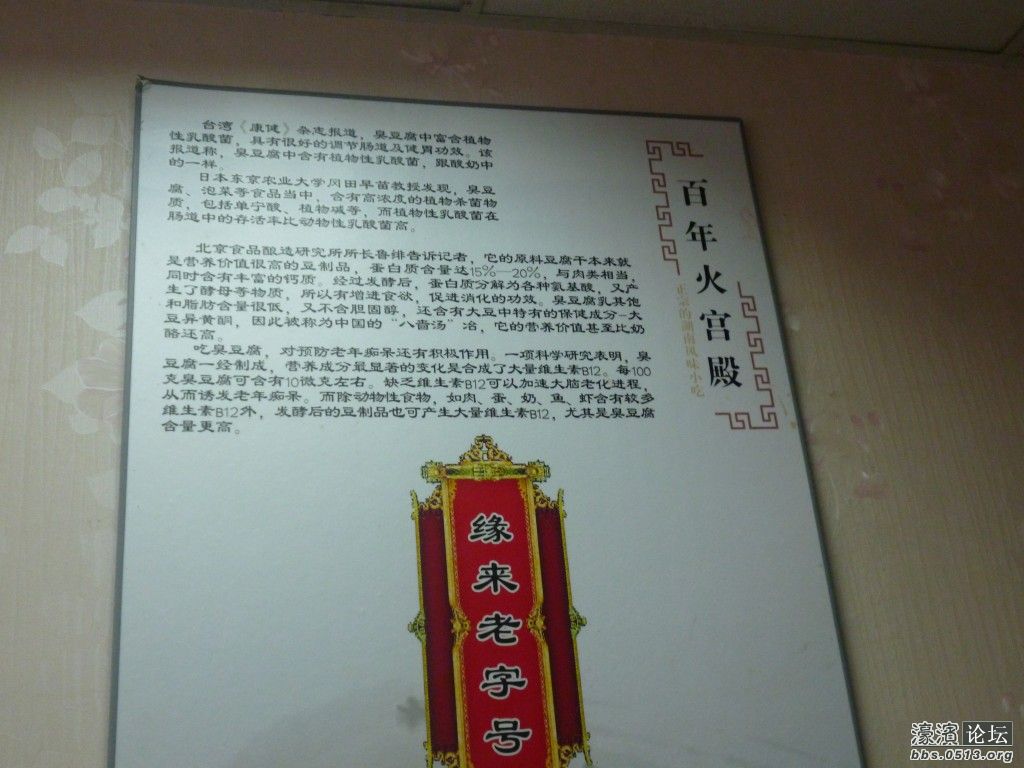 台湾《康健》杂志报道，臭豆腐中富含植物
性乳酸菌，具有很好的调节肠道及健胃功效。该
报道称，臭豆腐中含有植物性乳酸菌，跟酸奶中
的一样。
日本东京农业大学冈田早苗教授发现，臭豆
腐、泡菜等食品当中，含有高浓度的植物杀菌物
质，包括单宁酸、植物碱等，而植物性乳酸菌在
肠道中的存活率比动物性乳酸菌高。
北京食品酿造研究所所长鲁绯告诉记者，它的原料豆腐干本来就
是营养价值很高的豆制品，蛋白质含量达15%—20%，与肉类相当，
同时含有丰富的钙质。经过发酵后，蛋白质分解为各种氨基酸，又产
生了酵母等物质，所以有增进食欲，促进消化的功效。臭豆腐乳其饱
和脂肪含量很低，又不含胆固醇，还含有大豆中特有的保健成分-大
豆异黄酮，因此被称为中国的“八啬汤”冶，它的营养价值甚至比奶
酪还高。
吃臭豆腐，对预防老年痴呆还有积极作用。一项科学研究表明，臭
豆腐一经制成，营养成分最显著的变化是合成了大量维生素B12。每100
克臭豆腐可含有10微克左右。缺乏维生素B12可以加速大脑老化进程，
从而诱发老年痴呆。而除动物性食物，如肉、蛋、奶、鱼、虾含有较多
维生素B12外，发酵后的豆制品也可产生大量维生素B12，尤其是臭豆腐
含量更高。
百年火宫殿
正宗的湖南风味小吃
缘来老字号
濠滨论坛
bbs.0513.org